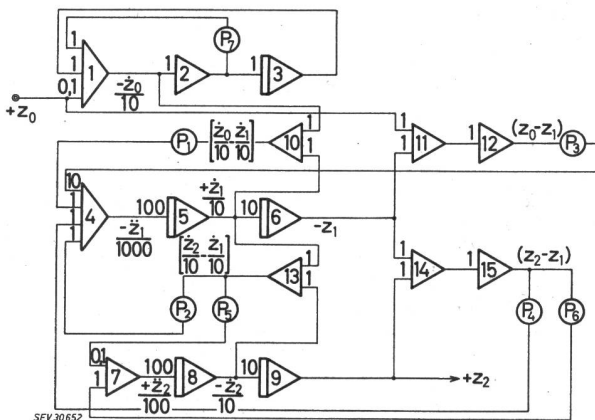 1 P7
1 1 1 2 1 3
0,1 -ż0/10
+z0
P1 [ż0/10 - ż1/10] 10 1 1 11 1 12 (z0-z1) P3
1
10 1 1 1 4 100 5 +ż1/10 10 6 -z1
-z̈1/1000
[ż2/10 - ż1/10] 13 1 1 1 1 14 1 15 (z2-z1)
P2 P5 P4 P6
0,1 1 7 100 8 10 9 +z2
+z̈2/100 -ż2/10
SEV30652